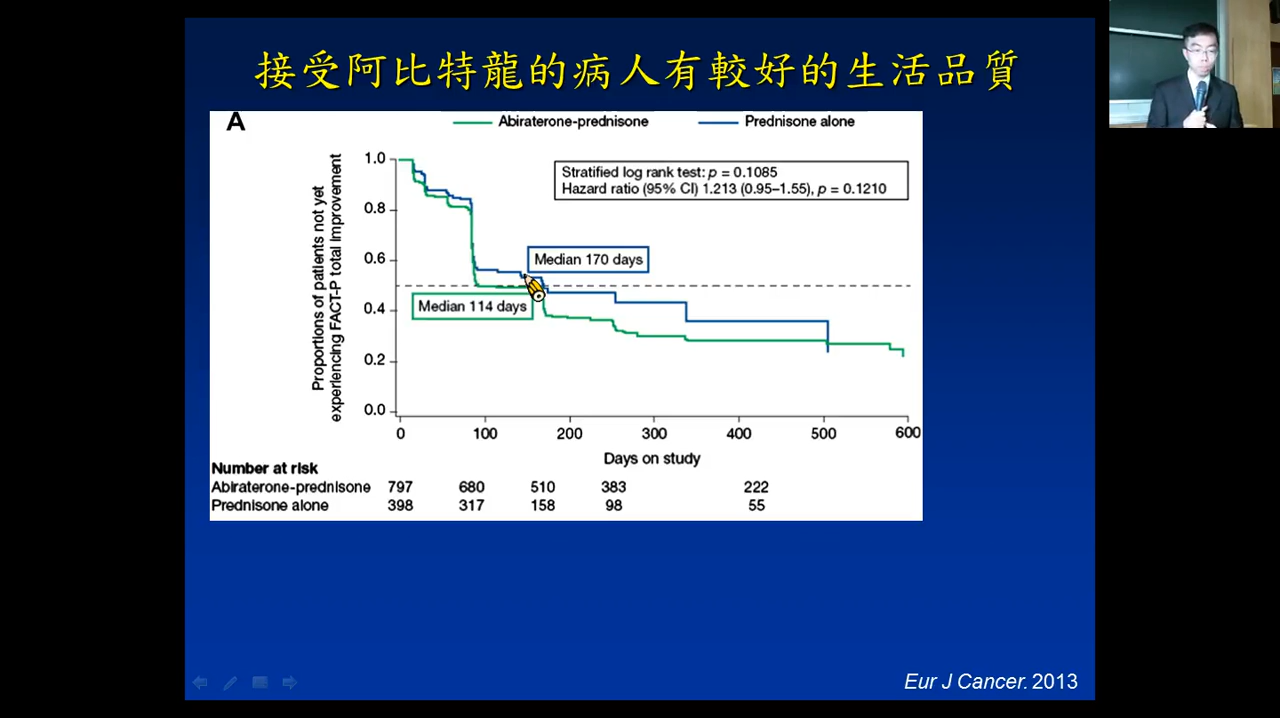 接受阿比特龍的病人有較好的生活品質
A
Abiraterone-prednisone
Prednisone alone
Stratified log rank test: p = 0.1085
Hazard ratio (95% CI) 1.213 (0.95–1.55), p = 0.1210
Proportions of patients not yet
experiencing FACT-P total improvement
1.0
0.8
0.6
0.4
0.2
0.0
Median 170 days
Median 114 days
0 100 200 300 400 500 600
Days on study
Number at risk
Abiraterone-prednisone 797 680 510 383 222
Prednisone alone 398 317 158 98 55
Eur J Cancer. 2013